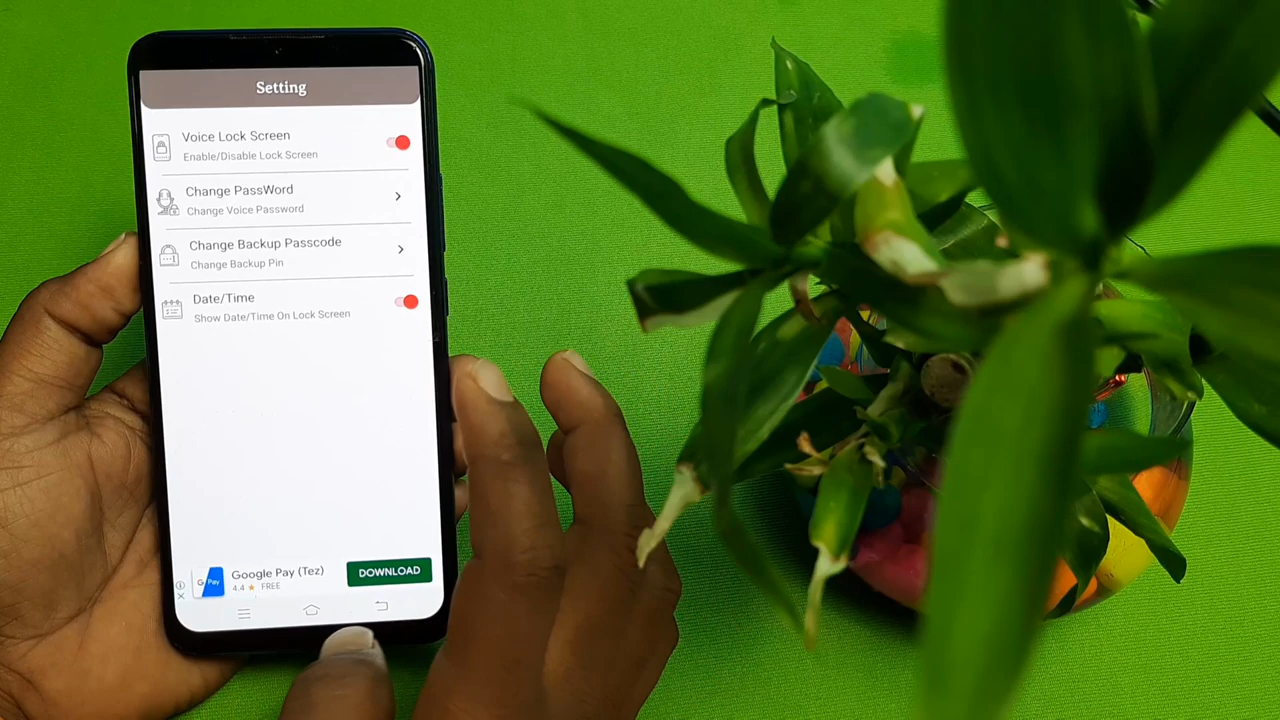 Setting
Voice Lock Screen
Enable/Disable Lock Screen
Change PassWord
Change Voice Password
Change Backup Passcode
Change Backup Pin
Date/Time
Show Date/Time On Lock Screen
G Pay
Google Pay (Tez)
DOWNLOAD
4.4 ★ FREE